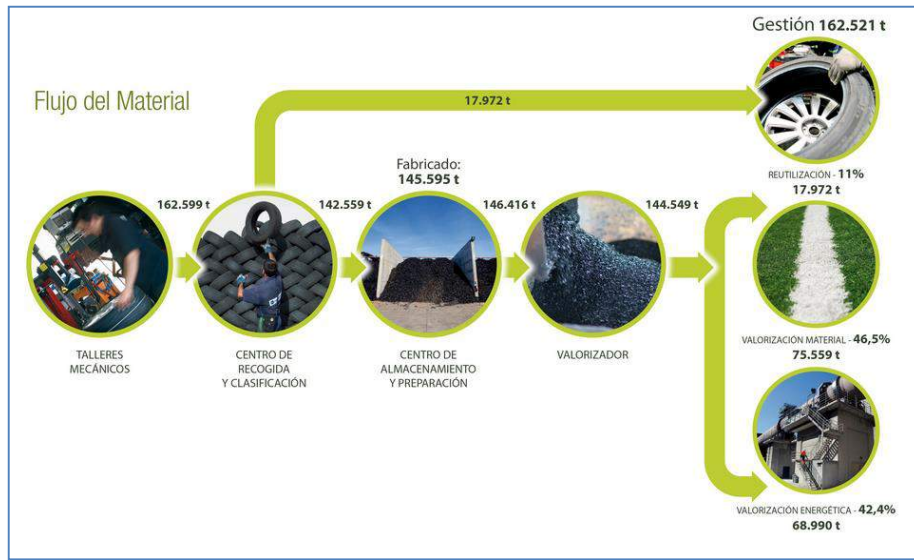 Gestión 162.521 t
Flujo del Material
17.972 t
REUTILIZACIÓN - 11%
17.972 t
Fabricado:
145.595 t
162.599 t
142.559 t
146.416 t
144.549 t
TALLERES
MECÁNICOS
CENTRO DE
RECOGIDA
Y CLASIFICACIÓN
CENTRO DE
ALMACENAMIENTO
Y PREPARACIÓN
VALORIZADOR
VALORIZACIÓN MATERIAL - 46,5%
75.559 t
VALORIZACIÓN ENERGÉTICA - 42,4%
68.990 t